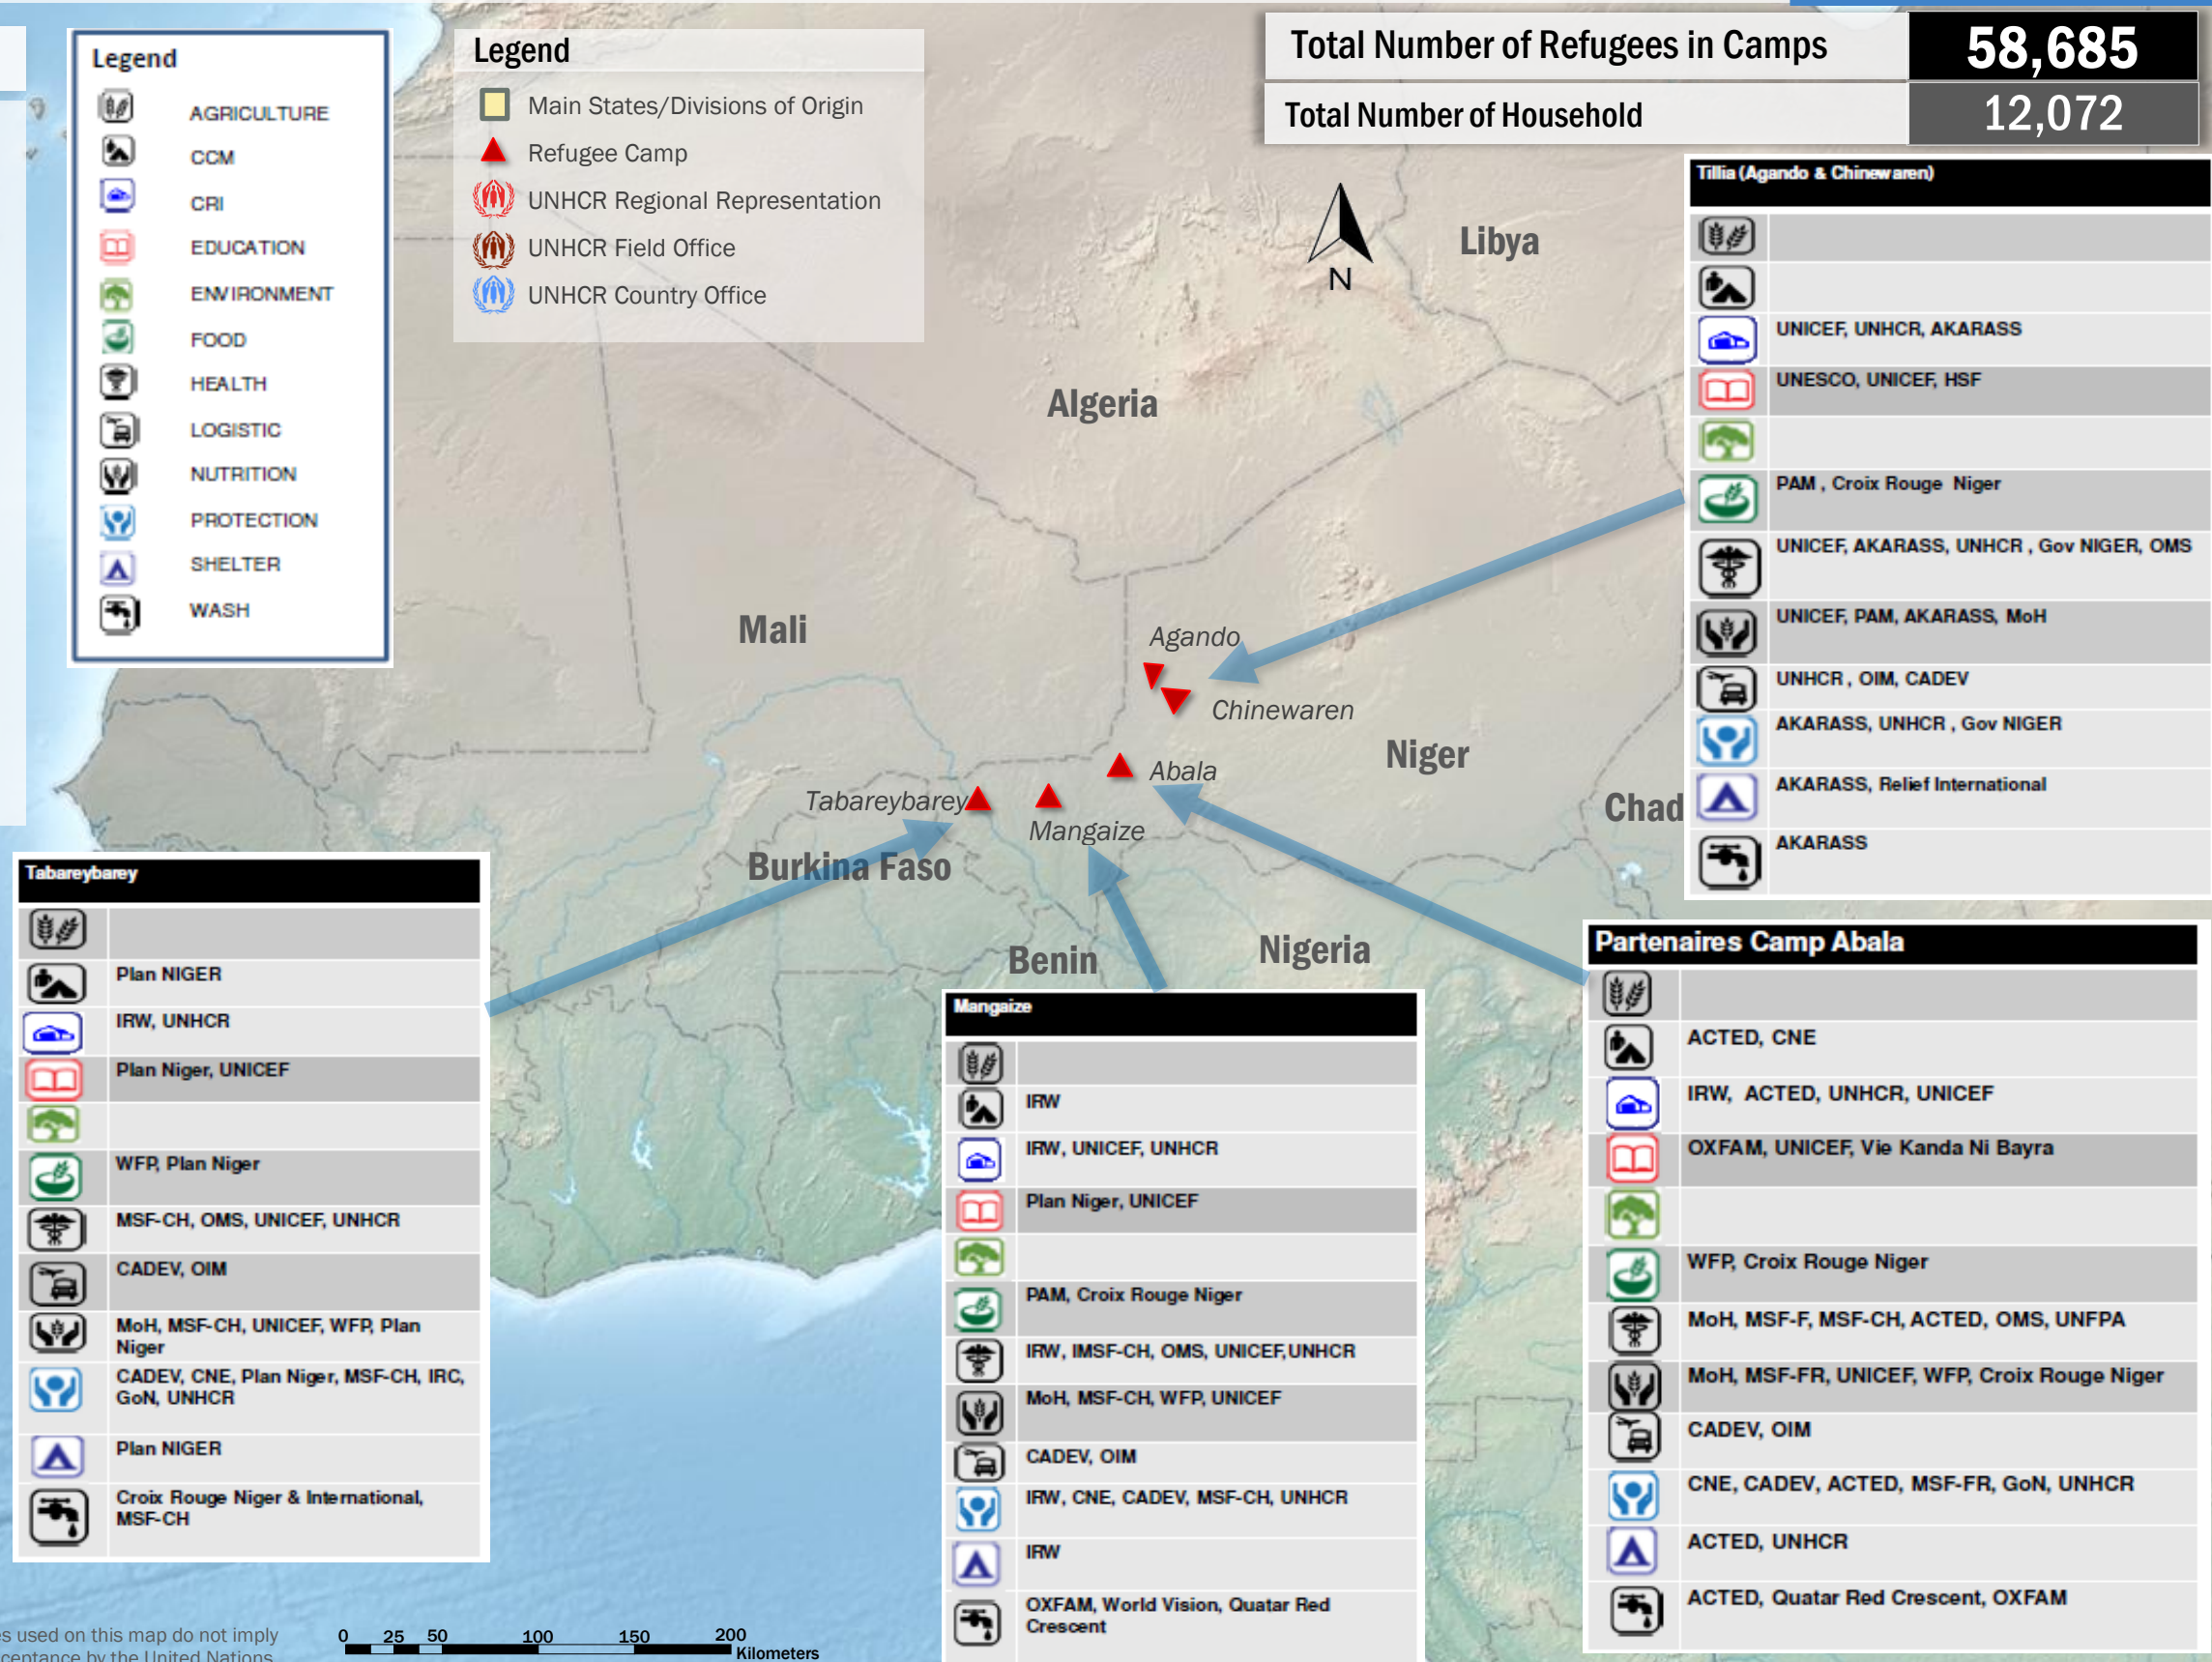 Legend
AGRICULTURE
CCM
CRI
EDUCATION
ENVIRONMENT
FOOD
HEALTH
LOGISTIC
NUTRITION
PROTECTION
SHELTER
WASH
Legend
Main States/Divisions of Origin
Refugee Camp
UNHCR Regional Representation
UNHCR Field Office
UNHCR Country Office
Total Number of Refugees in Camps 58,685
Total Number of Household 12,072
N
Libya
Algeria
Mali
Niger
Chad
Burkina Faso
Benin
Nigeria
Agando
Chinewaren
Abala
Tabareybarey
Mangaize
Tillia (Agando & Chinewaren)
UNICEF, UNHCR, AKARASS
UNESCO, UNICEF, HSF
PAM , Croix Rouge Niger
UNICEF, AKARASS, UNHCR , Gov NIGER, OMS
UNICEF, PAM, AKARASS, MoH
UNHCR , OIM, CADEV
AKARASS, UNHCR , Gov NIGER
AKARASS, Relief International
AKARASS
Tabareybarey
Plan NIGER
IRW, UNHCR
Plan Niger, UNICEF
WFP, Plan Niger
MSF-CH, OMS, UNICEF, UNHCR
CADEV, OIM
MoH, MSF-CH, UNICEF, WFP, Plan
Niger
CADEV, CNE, Plan Niger, MSF-CH, IRC,
GoN, UNHCR
Plan NIGER
Croix Rouge Niger & International,
MSF-CH
Mangaize
IRW
IRW, UNICEF, UNHCR
Plan Niger, UNICEF
PAM, Croix Rouge Niger
IRW, IMSF-CH, OMS, UNICEF,UNHCR
MoH, MSF-CH, WFP, UNICEF
CADEV, OIM
IRW, CNE, CADEV, MSF-CH, UNHCR
IRW
OXFAM, World Vision, Quatar Red
Crescent
Partenaires Camp Abala
ACTED, CNE
IRW, ACTED, UNHCR, UNICEF
OXFAM, UNICEF, Vie Kanda Ni Bayra
WFP, Croix Rouge Niger
MoH, MSF-F, MSF-CH, ACTED, OMS, UNFPA
MoH, MSF-FR, UNICEF, WFP, Croix Rouge Niger
CADEV, OIM
CNE, CADEV, ACTED, MSF-FR, GoN, UNHCR
ACTED, UNHCR
ACTED, Quatar Red Crescent, OXFAM
used on this map do not imply
by the United Nations
0 25 50 100 150 200
Kilometers